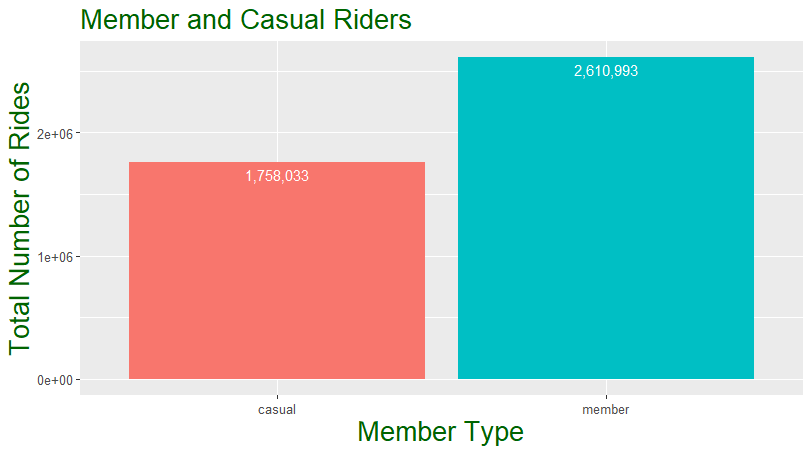 Member and Casual Riders
Total Number of Rides
2e+06
1e+06
0e+00
1,758,033
2,610,993
casual
member
Member Type